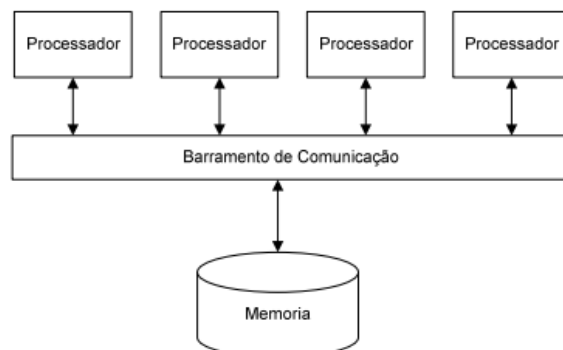 Processador
Processador
Processador
Processador
Barramento de Comunicação
Memoria